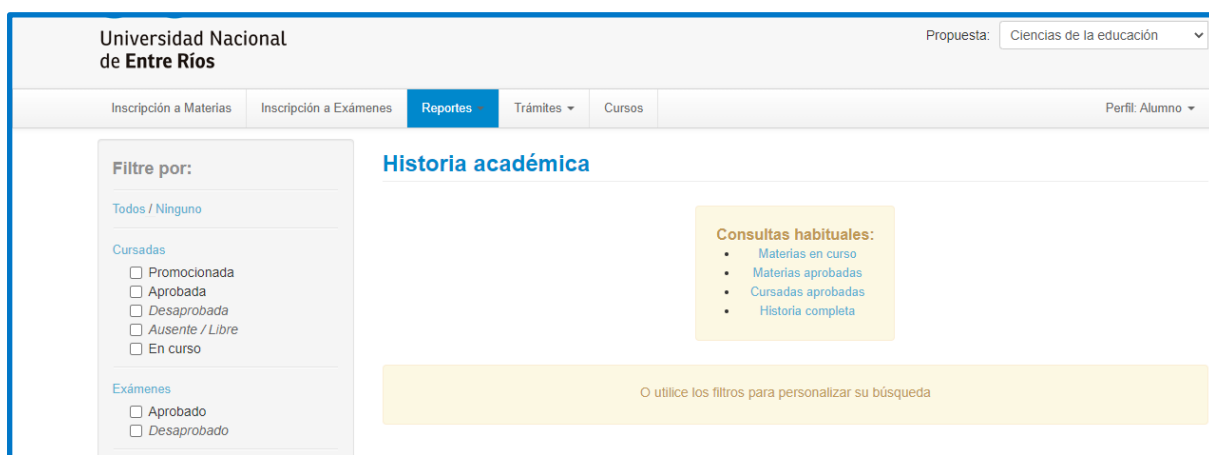 Universidad Nacional
de Entre Ríos
Propuesta: Ciencias de la educación
Inscripción a Materias Inscripción a Exámenes Reportes Trámites Cursos Perfil: Alumno
Filtre por:
Todos / Ninguno
Cursadas
Promocionada
Aprobada
Desaprobada
Ausente / Libre
En curso
Exámenes
Aprobado
Desaprobado
Historia académica
Consultas habituales:
Materias en curso
Materias aprobadas
Cursadas aprobadas
Historia completa
O utilice los filtros para personalizar su búsqueda